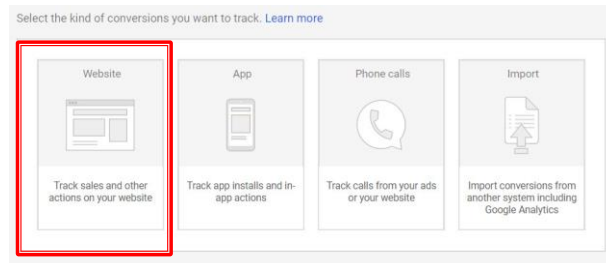 Select the kind of conversions you want to track. Learn more
Website
App
Phone calls
Import
Track sales and other
actions on your website
Track app installs and in-
app actions
Track calls from your ads
or your website
Import conversions from
another system including
Google Analytics